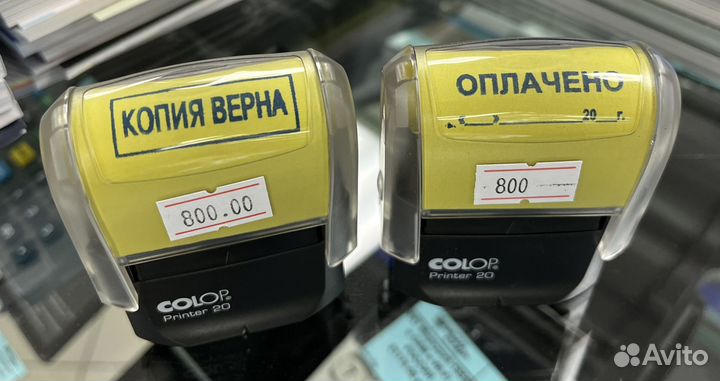 КОПИЯ ВЕРНА
800.00
COLOP
Printer 20
ОПЛАЧЕНО
20 г.
800
COLOP
Printer 20
Avito